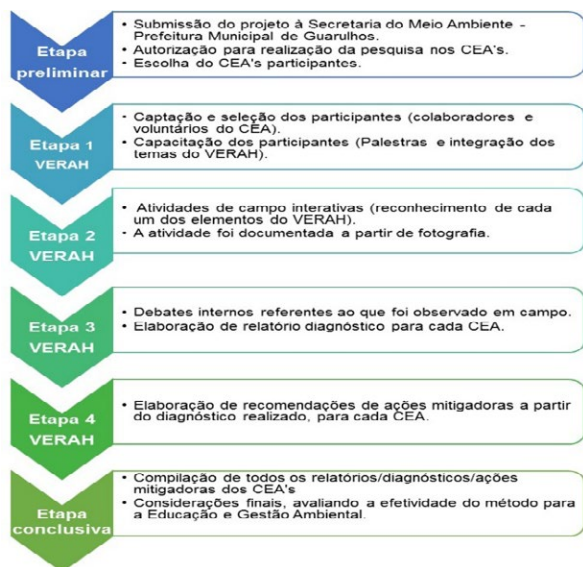 Etapa
preliminar
• Submissão do projeto à Secretaria do Meio Ambiente -
Prefeitura Municipal de Guarulhos.
• Autorização para realização da pesquisa nos CEA's.
• Escolha do CEA's participantes.
Etapa 1
VERAH
• Captação e seleção dos participantes (colaboradores e
voluntários do CEA).
• Capacitação dos participantes (Palestras e integração dos
temas do VERAH).
Etapa 2
VERAH
• Atividades de campo interativas (reconhecimento de cada
um dos elementos do VERAH).
• A atividade foi documentada a partir de fotografia.
Etapa 3
VERAH
• Debates internos referentes ao que foi observado em campo.
• Elaboração de relatório diagnóstico para cada CEA.
Etapa 4
VERAH
• Elaboração de recomendações de ações mitigadoras a partir
do diagnóstico realizado, para cada CEA.
Etapa
conclusiva
• Compilação de todos os relatórios/diagnósticos/ações
mitigadoras dos CEA's
• Considerações finais, avaliando a efetividade do método para
a Educação e Gestão Ambiental.